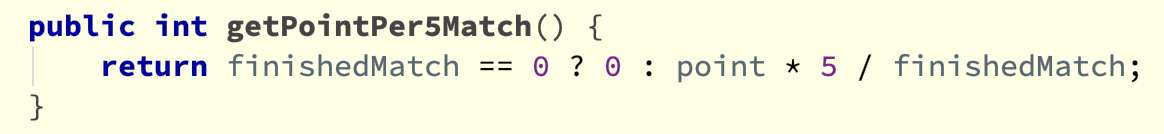 public int getPointPer5Match() {
    return finishedMatch == 0 ? 0 : point * 5 / finishedMatch;
}